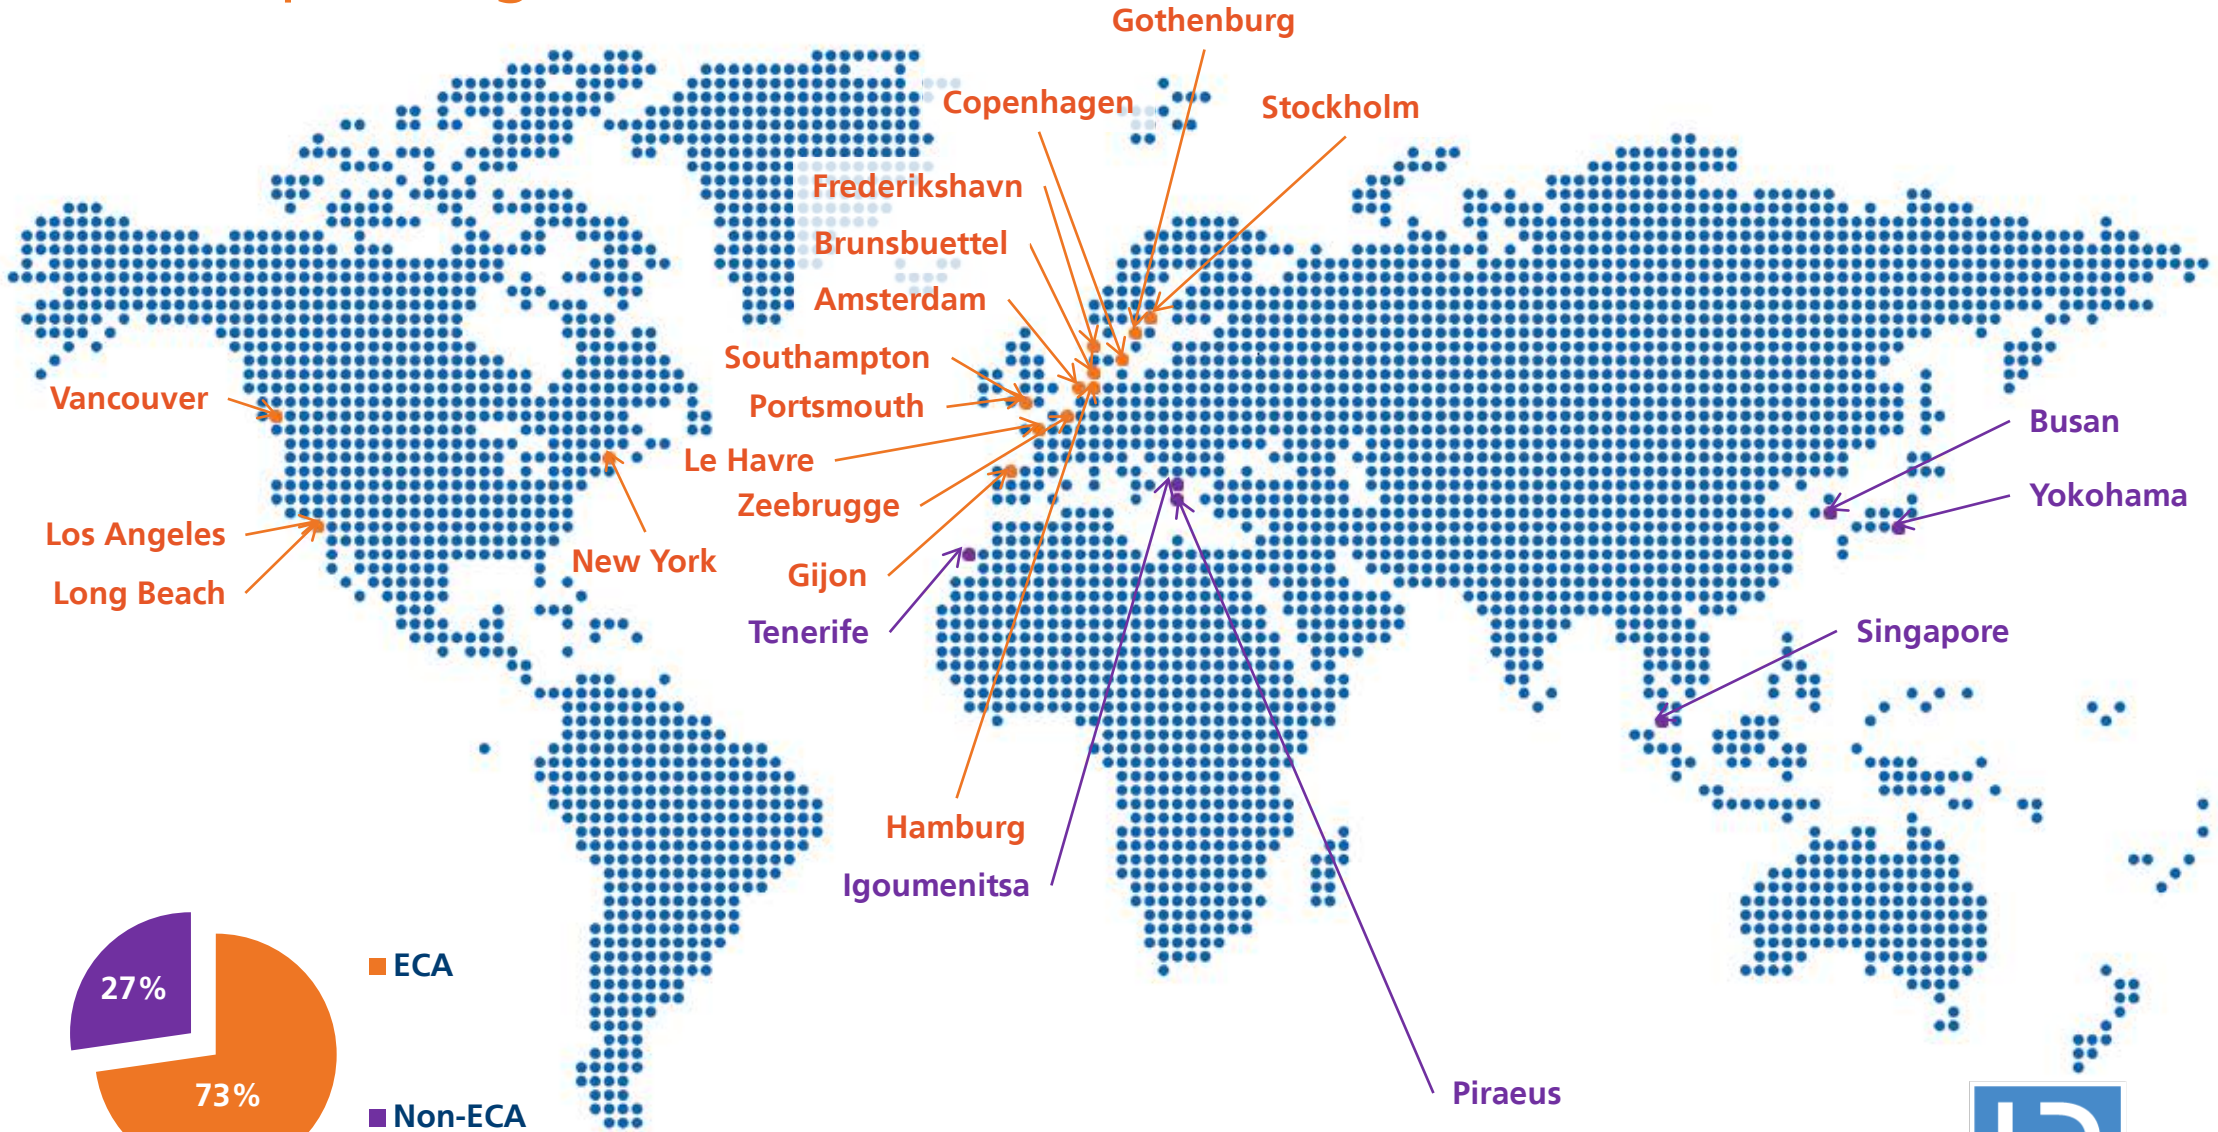 Gothenburg
Copenhagen
Stockholm
Frederikshavn
Brunsbuettel
Amsterdam
Southampton
Vancouver
Portsmouth
Busan
Le Havre
Zeebrugge
Yokohama
Los Angeles
New York
Gijon
Long Beach
Tenerife
Singapore
Hamburg
Igoumenitsa
27%
ECA
73%
Non-ECA
Piraeus